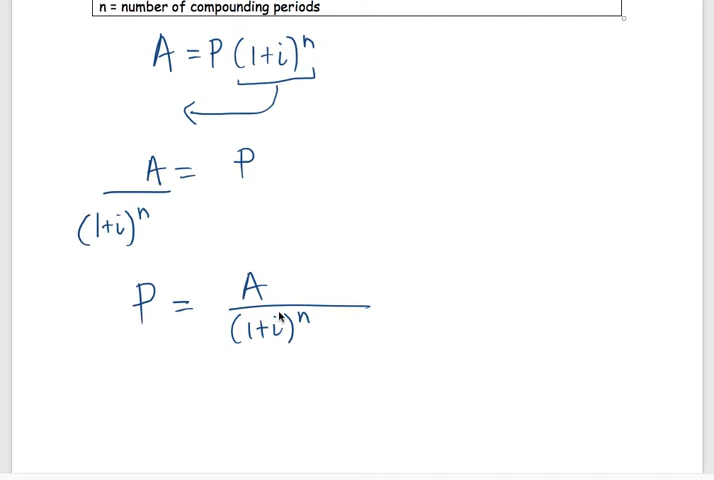 n = number of compounding periods
A = P (1+i)^n
A = P
(1+i)^n
P = A
(1+i)^n